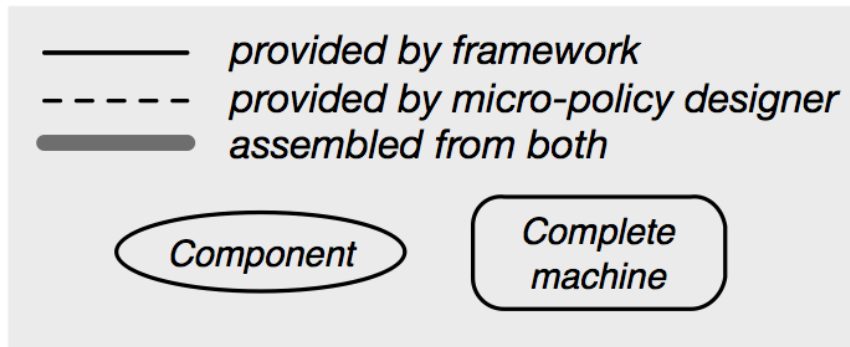 provided by framework
provided by micro-policy designer
assembled from both
Component
Complete
machine